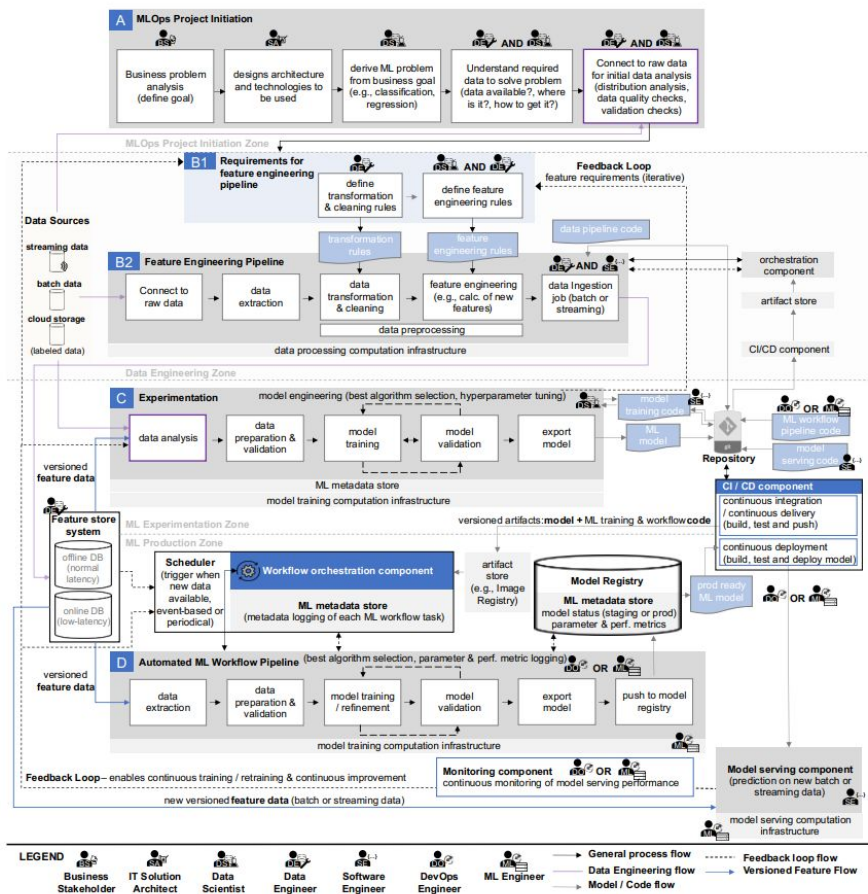 A MLOps Project Initiation
BS
SA
DS
DE AND DS
DE AND DS
Business problem
analysis
(define goal)
designs architecture
and technologies to
be used
derive ML problem
from business goal
(e.g., classification,
regression)
Understand required
data to solve problem
(data available?, where
is it?, how to get it?)
Connect to raw data
for initial data analysis
(distribution analysis,
data quality checks,
validation checks)
MLOps Project Initiation Zone
B1 Requirements for
feature engineering
pipeline
DE
DS AND DE
define
transformation
& cleaning rules
define feature
engineering rules
Feedback Loop
feature requirements (iterative)
Data Sources
streaming data
batch data
cloud storage
(labeled data)
transformation
rules
feature
engineering rules
data pipeline code
B2 Feature Engineering Pipeline
DE AND SE
Connect to
raw data
data
extraction
data
transformation
& cleaning
feature engineering
(e.g., calc. of new
features)
data Ingestion
job (batch or
streaming)
data preprocessing
data processing computation infrastructure
orchestration
component
artifact store
CI/CD component
Data Engineering Zone
C Experimentation
model engineering (best algorithm selection, hyperparameter tuning)
DS
data analysis
data
preparation &
validation
model
training
model
validation
export
model
ML metadata store
model training computation infrastructure
model
training code
SE
ML
model
DO OR ML
ML workflow
pipeline code
model
serving code
SE
Repository
versioned
feature data
DE
Feature store
system
offline DB
(normal
latency)
online DB
(low-latency)
ML Experimentation Zone
ML Production Zone
versioned artifacts: model + ML training & workflow code
CI / CD component
continuous integration
/ continuous delivery
(build, test and push)
continuous deployment
(build, test and deploy model)
DO OR ML
Scheduler
(trigger when
new data
available,
event-based or
periodical)
Workflow orchestration component
ML metadata store
(metadata logging of each ML workflow task)
artifact
store
(e.g., Image
Registry)
Model Registry
ML metadata store
model status (staging or prod)
parameter & perf. metrics
prod ready
ML model
versioned
feature data
D Automated ML Workflow Pipeline
(best algorithm selection, parameter & perf. metric logging)
DO OR ML
data
extraction
data
preparation &
validation
model training
/ refinement
model
validation
export
model
push to model
registry
model training computation infrastructure
ML
Feedback Loop – enables continuous training / retraining & continuous improvement
Monitoring component
DO OR ML
continuous monitoring of model serving performance
new versioned feature data (batch or streaming data)
Model serving component
(prediction on new batch or
streaming data)
SE
ML
model serving computation
infrastructure
LEGEND
BS
Business
Stakeholder
SA
IT Solution
Architect
DS
Data
Scientist
DE
Data
Engineer
SE
Software
Engineer
DO
DevOps
Engineer
ML
ML Engineer
General process flow
Data Engineering flow
Model / Code flow
Feedback loop flow
Versioned Feature Flow